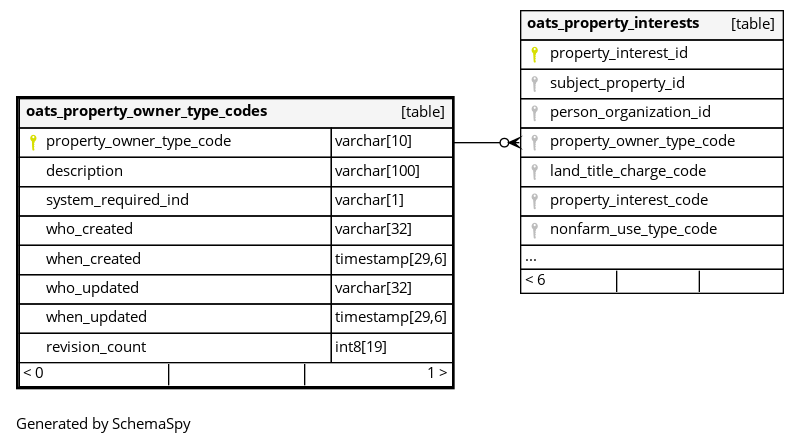 oats_property_interests [table]
property_interest_id
subject_property_id
person_organization_id
property_owner_type_code
land_title_charge_code
property_interest_code
nonfarm_use_type_code
...
< 6
oats_property_owner_type_codes [table]
property_owner_type_code varchar[10]
description varchar[100]
system_required_ind varchar[1]
who_created varchar[32]
when_created timestamp[29,6]
who_updated varchar[32]
when_updated timestamp[29,6]
revision_count int8[19]
< 0 1 >
Generated by SchemaSpy